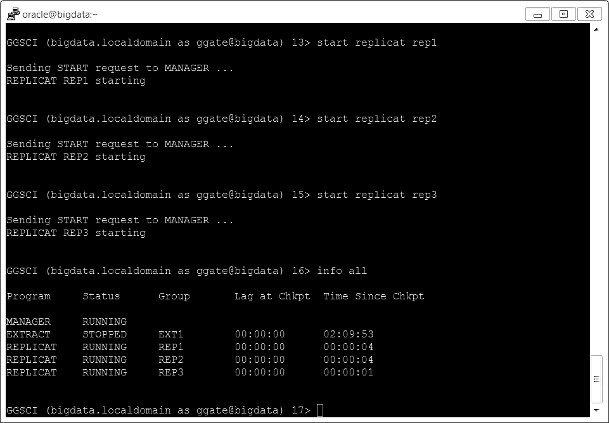 oracle@bigdata:~
GGSCI (bigdata.localdomain as ggate@bigdata) 13> start replicat rep1
Sending START request to MANAGER ...
REPLICAT REP1 starting
GGSCI (bigdata.localdomain as ggate@bigdata) 14> start replicat rep2
Sending START request to MANAGER ...
REPLICAT REP2 starting
GGSCI (bigdata.localdomain as ggate@bigdata) 15> start replicat rep3
Sending START request to MANAGER ...
REPLICAT REP3 starting
GGSCI (bigdata.localdomain as ggate@bigdata) 16> info all
Program     Status      Group       Lag at Chkpt  Time Since Chkpt
MANAGER     RUNNING
EXTRACT     STOPPED     EXT1        00:00:00      02:09:53
REPLICAT    RUNNING     REP1        00:00:00      00:00:04
REPLICAT    RUNNING     REP2        00:00:00      00:00:04
REPLICAT    RUNNING     REP3        00:00:00      00:00:01
GGSCI (bigdata.localdomain as ggate@bigdata) 17>